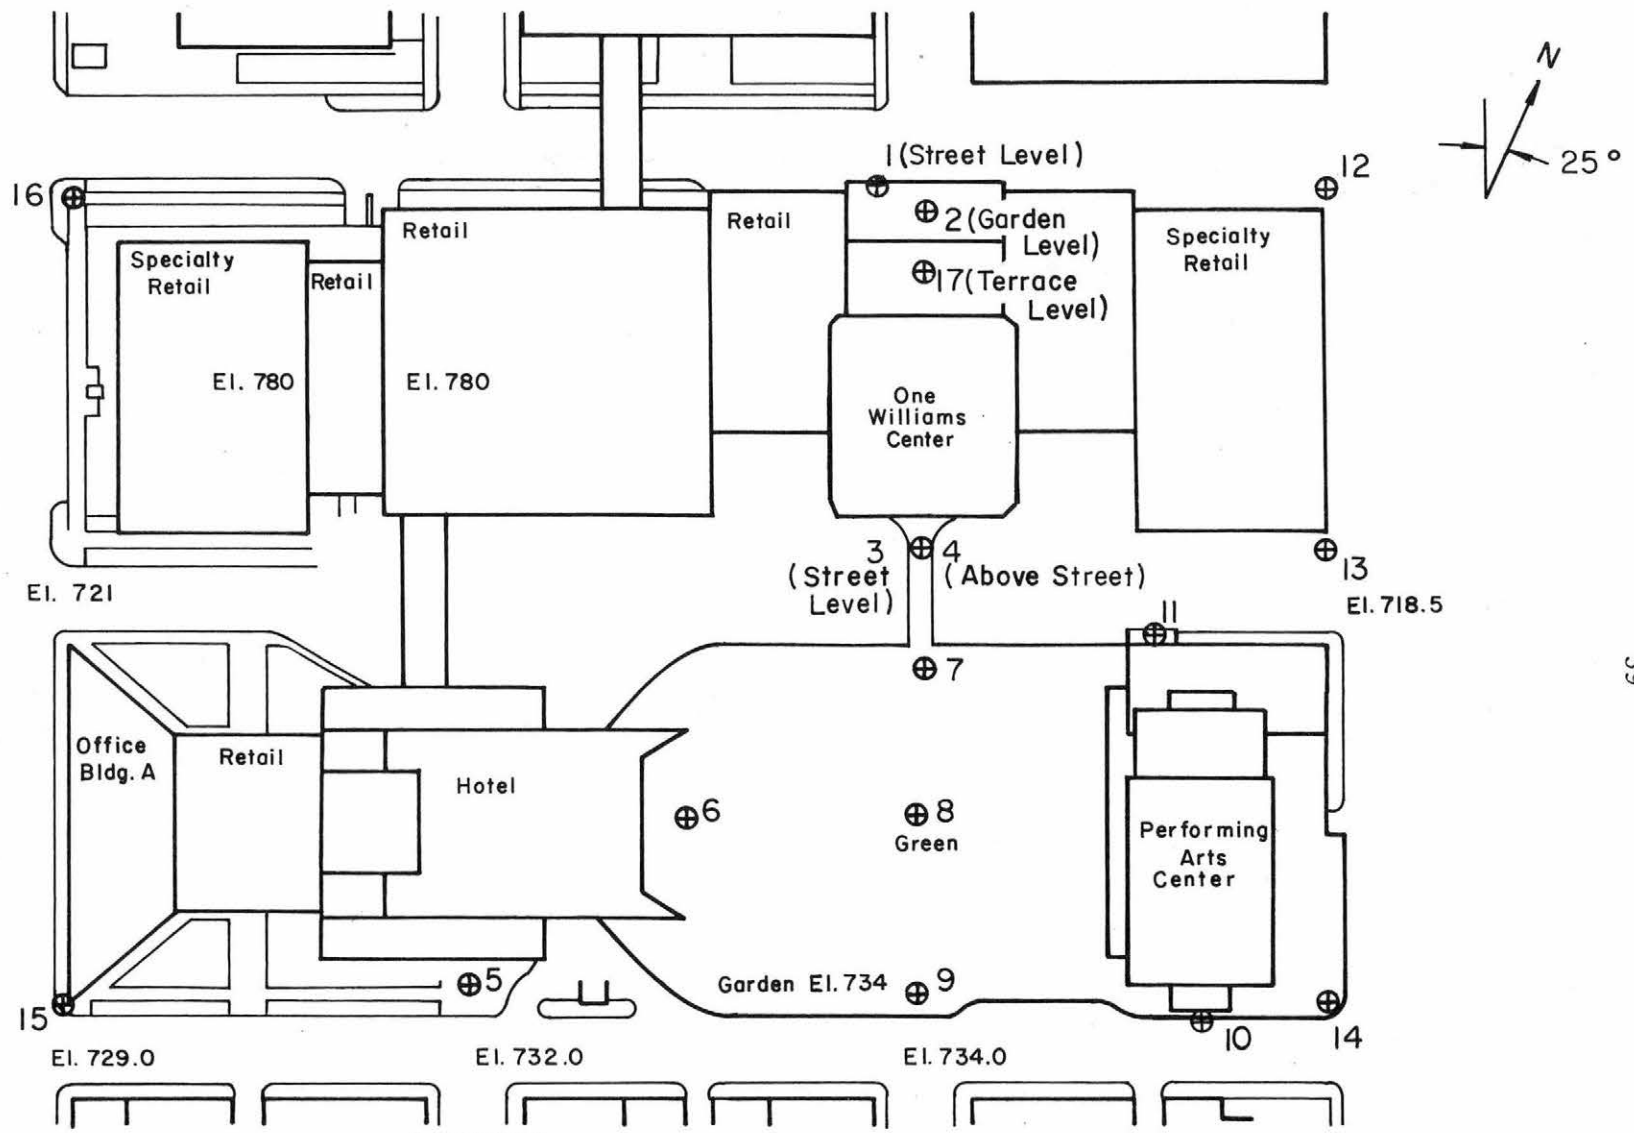 N
25°
1 (Street Level)
12
16
2 (Garden
Level)
Retail
Retail
Specialty
Retail
Specialty
Retail
Retail
17 (Terrace
Level)
El. 780
El. 780
One
Williams
Center
3
4
(Street
Level)
(Above Street)
13
El. 721
El. 718.5
11
7
39
Office
Bldg. A
Retail
Hotel
6
8
Green
Performing
Arts
Center
5
Garden El. 734
9
15
10
14
El. 729.0
El. 732.0
El. 734.0